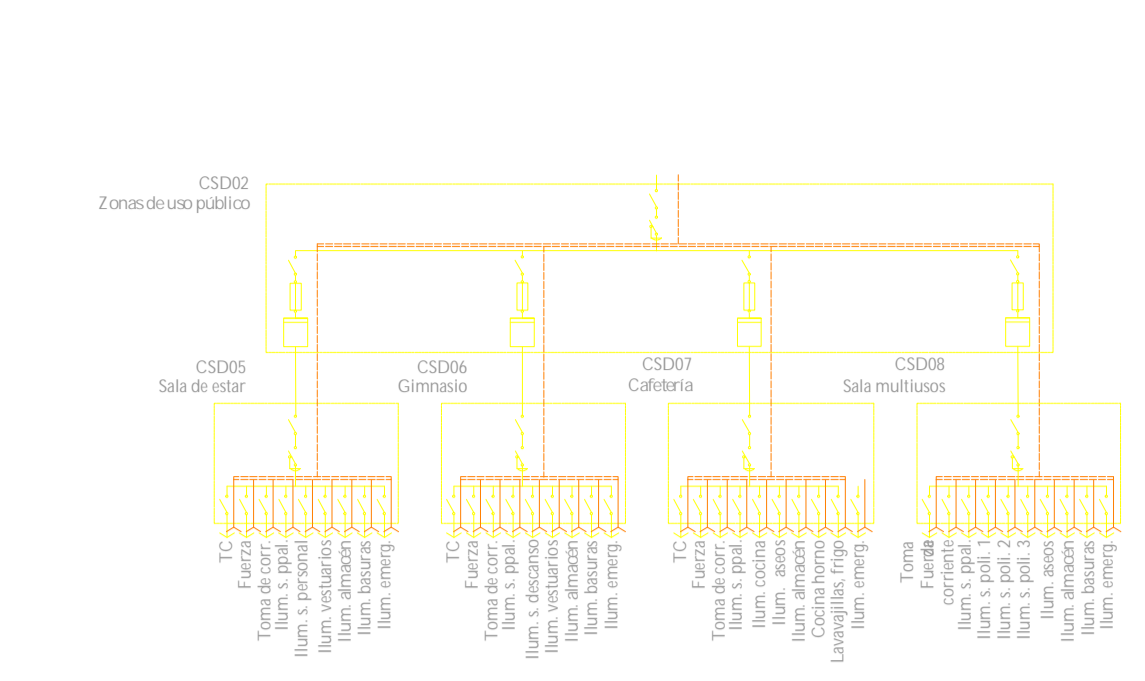 CSD02
Zonas de uso público
CSD05
Sala de estar
CSD06
Gimnasio
CSD07
Cafetería
CSD08
Sala multiusos
TC
Fuerza
Toma de corr.
Ilum. s. ppal.
Ilum. s. personal
Ilum. vestuarios
Ilum. almacén
Ilum. basuras
Ilum. emerg.
TC
Fuerza
Toma de corr.
Ilum. s. ppal.
Ilum. s. descanso
Ilum. vestuarios
Ilum. almacén
Ilum. basuras
Ilum. emerg.
TC
Fuerza
Toma de corr.
Ilum. s. ppal.
Ilum. cocina
Ilum. aseos
Ilum. almacén
Cocina horno
Lavavajillas, frigo
Ilum. emerg.
Toma
Fuerza
de
corriente
Ilum. s. ppal.
Ilum. s. poli. 1
Ilum. s. poli. 2
Ilum. s. poli. 3
Ilum. aseos
Ilum. almacén
Ilum. basuras
Ilum. emerg.